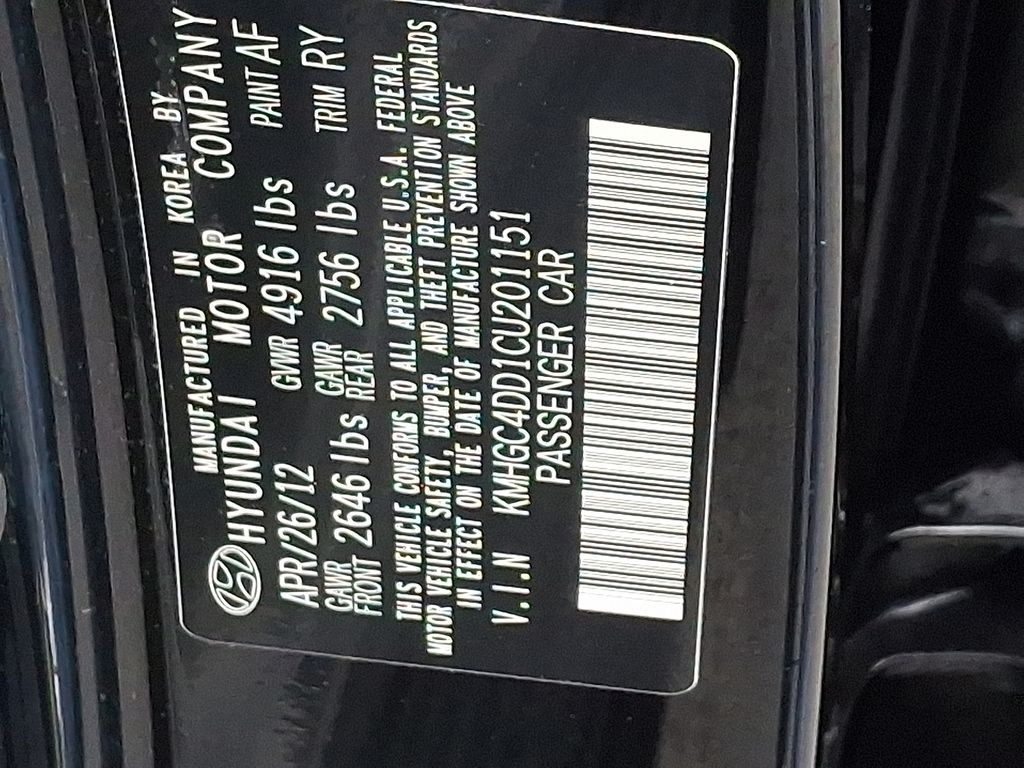 MANUFACTURED IN KOREA BY
HYUNDAI MOTOR COMPANY
APR/26/12 GVWR 4916 lbs PAINT AF
GAWR FRONT 2646 lbs GAWR REAR 2756 lbs TRIM RY
THIS VEHICLE CONFORMS TO ALL APPLICABLE U.S.A. FEDERAL
MOTOR VEHICLE SAFETY, BUMPER, AND THEFT PREVENTION STANDARDS
IN EFFECT ON THE DATE OF MANUFACTURE SHOWN ABOVE
V.I.N KMHGC4DD1CU201151
PASSENGER CAR